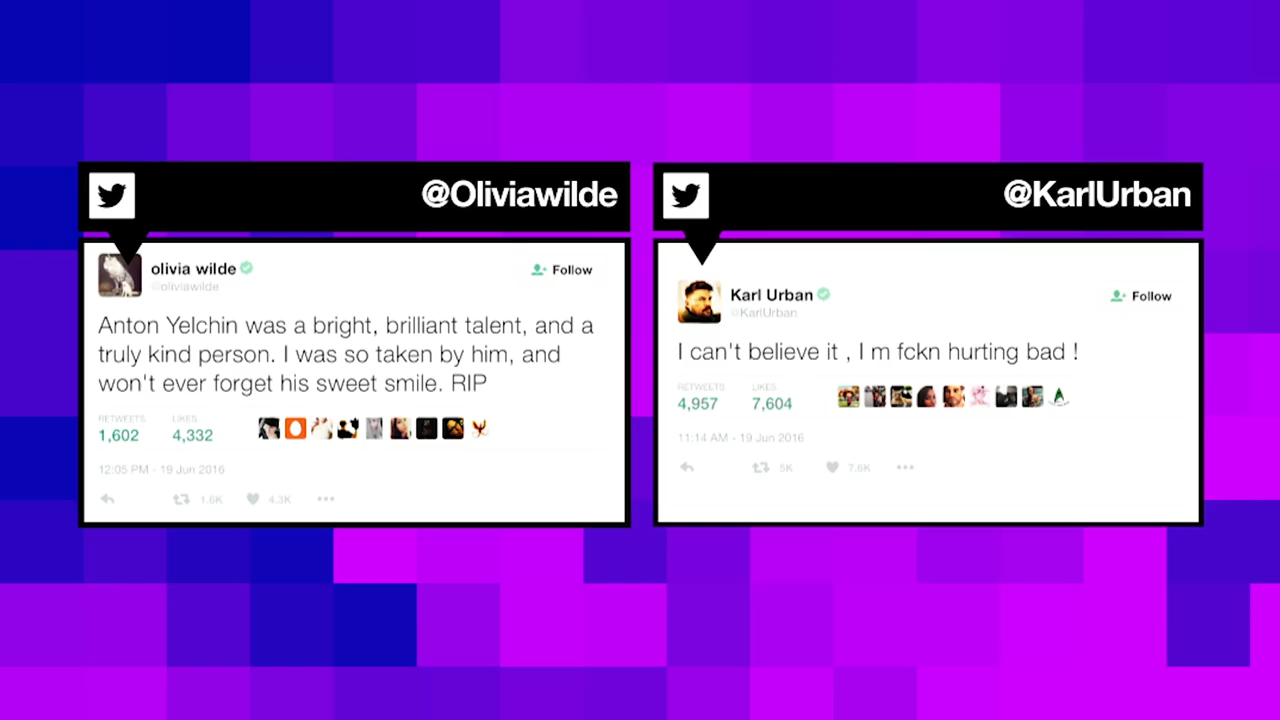 @Oliviawilde
olivia wilde
@oliviawilde
Follow
Anton Yelchin was a bright, brilliant talent, and a
truly kind person. I was so taken by him, and
won't ever forget his sweet smile. RIP
RETWEETS LIKES
1,602 4,332
12:05 PM - 19 Jun 2016
1.6K 4.3K
@KarlUrban
Karl Urban
@KarlUrban
Follow
I can't believe it , I m fckn hurting bad !
RETWEETS LIKES
4,957 7,604
11:14 AM - 19 Jun 2016
5K 7.6K